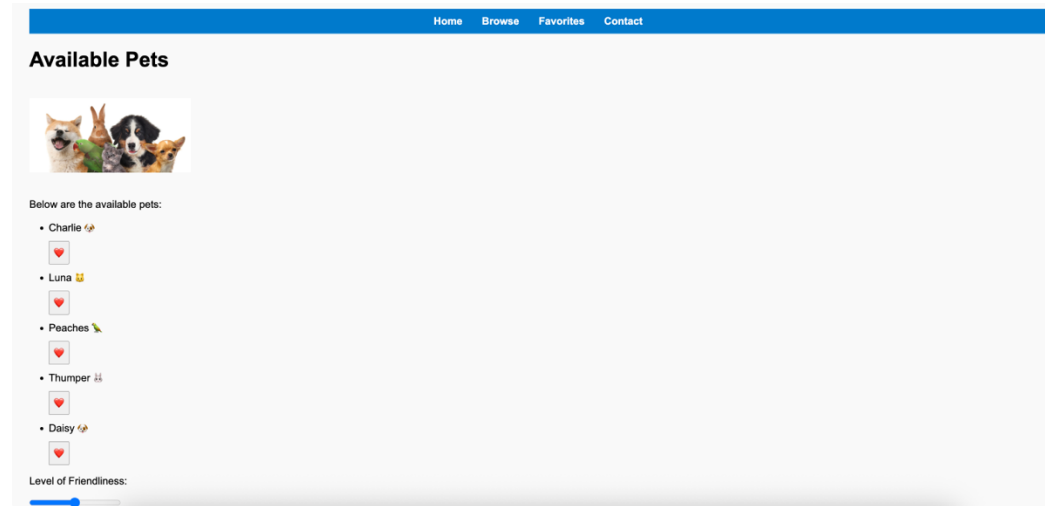 Home Browse Favorites Contact
Available Pets
Below are the available pets:
• Charlie 🐶
❤️
• Luna 🐱
❤️
• Peaches 🦜
❤️
• Thumper 🐰
❤️
• Daisy 🐶
❤️
Level of Friendliness: